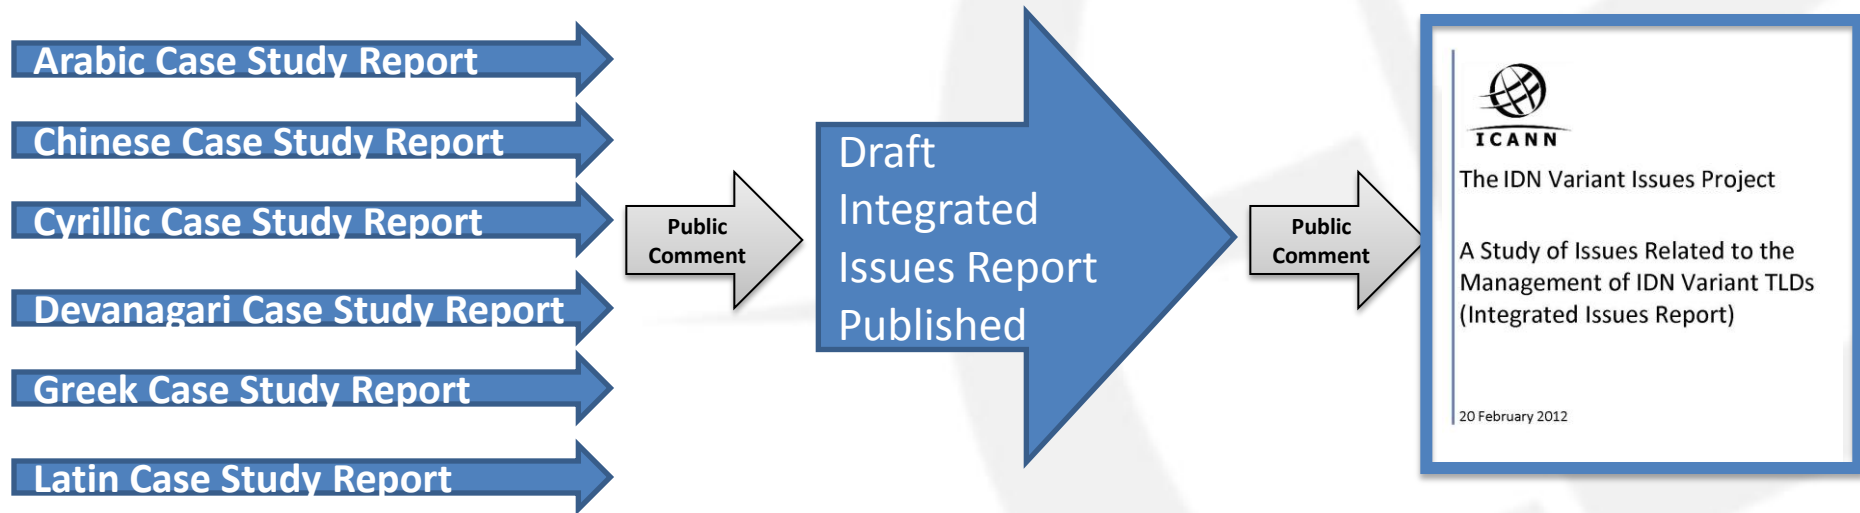 Arabic Case Study Report
Chinese Case Study Report
Cyrillic Case Study Report
Devanagari Case Study Report
Greek Case Study Report
Latin Case Study Report
Public
Comment
Draft
Integrated
Issues Report
Published
Public
Comment
ICANN
The IDN Variant Issues Project
A Study of Issues Related to the
Management of IDN Variant TLDs
(Integrated Issues Report)
20 February 2012